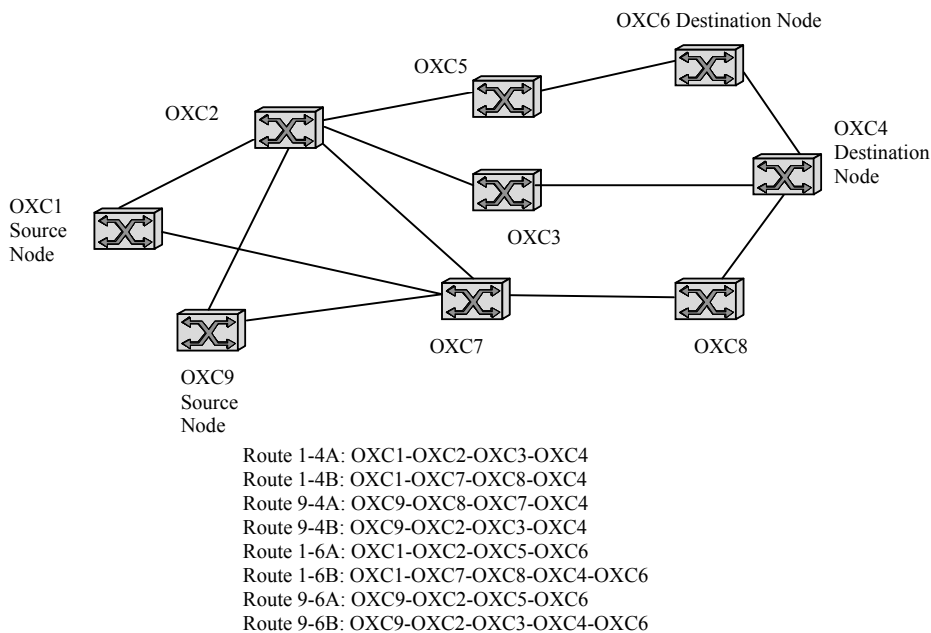 OXC6 Destination Node
OXC5
OXC2
OXC4
Destination
Node
OXC1
Source
Node
OXC3
OXC7
OXC8
OXC9
Source
Node
Route 1-4A: OXC1-OXC2-OXC3-OXC4
Route 1-4B: OXC1-OXC7-OXC8-OXC4
Route 9-4A: OXC9-OXC8-OXC7-OXC4
Route 9-4B: OXC9-OXC2-OXC3-OXC4
Route 1-6A: OXC1-OXC2-OXC5-OXC6
Route 1-6B: OXC1-OXC7-OXC8-OXC4-OXC6
Route 9-6A: OXC9-OXC2-OXC5-OXC6
Route 9-6B: OXC9-OXC2-OXC3-OXC4-OXC6